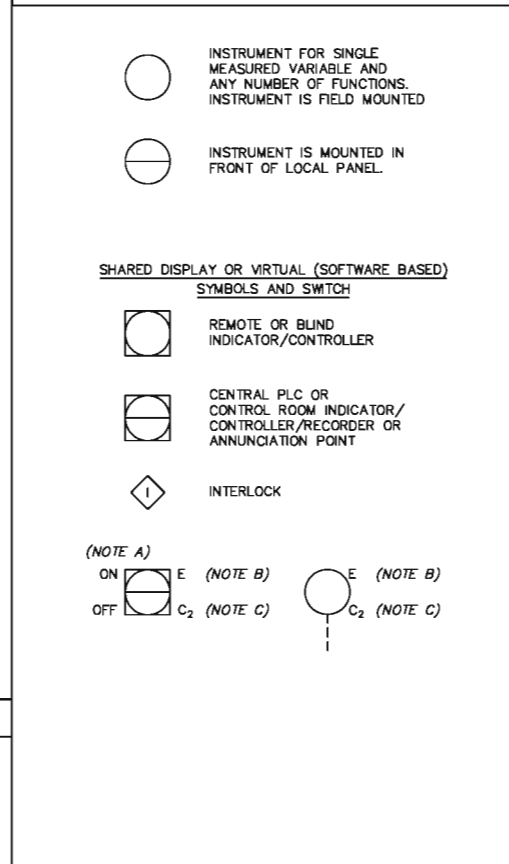 INSTRUMENT FOR SINGLE
MEASURED VARIABLE AND
ANY NUMBER OF FUNCTIONS.
INSTRUMENT IS FIELD MOUNTED
INSTRUMENT IS MOUNTED IN
FRONT OF LOCAL PANEL.
SHARED DISPLAY OR VIRTUAL (SOFTWARE BASED)
SYMBOLS AND SWITCH
REMOTE OR BLIND
INDICATOR/CONTROLLER
CENTRAL PLC OR
CONTROL ROOM INDICATOR/
CONTROLLER/RECORDER OR
ANNUNCIATION POINT
I INTERLOCK
(NOTE A)
ON E (NOTE B) E (NOTE B)
OFF C₂ (NOTE C) C₂ (NOTE C)